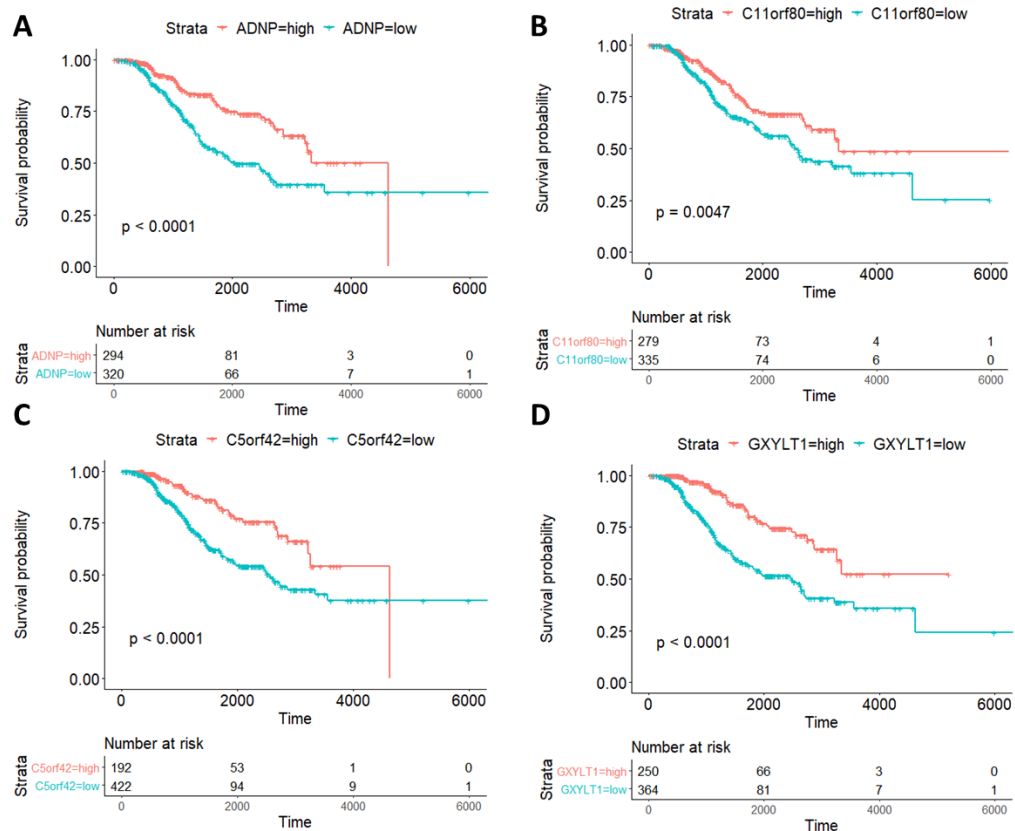 A
Strata ADNP=high ADNP=low
Survival probability
1.00
0.75
0.50
0.25
0.00
p < 0.0001
0 2000 4000 6000
Time
Number at risk
Strata
ADNP=high 294 81 3 0
ADNP=low 320 66 7 1
0 2000 4000 6000
Time
B
Strata C11orf80=high C11orf80=low
Survival probability
1.00
0.75
0.50
0.25
0.00
p = 0.0047
0 2000 4000 6000
Time
Number at risk
Strata
C11orf80=high 279 73 4 1
C11orf80=low 335 74 6 0
0 2000 4000 6000
Time
C
Strata C5orf42=high C5orf42=low
Survival probability
1.00
0.75
0.50
0.25
0.00
p < 0.0001
0 2000 4000 6000
Time
Number at risk
Strata
C5orf42=high 192 53 1 0
C5orf42=low 422 94 9 1
0 2000 4000 6000
Time
D
Strata GXYLT1=high GXYLT1=low
Survival probability
1.00
0.75
0.50
0.25
0.00
p < 0.0001
0 2000 4000 6000
Time
Number at risk
Strata
GXYLT1=high 250 66 3 0
GXYLT1=low 364 81 7 1
0 2000 4000 6000
Time